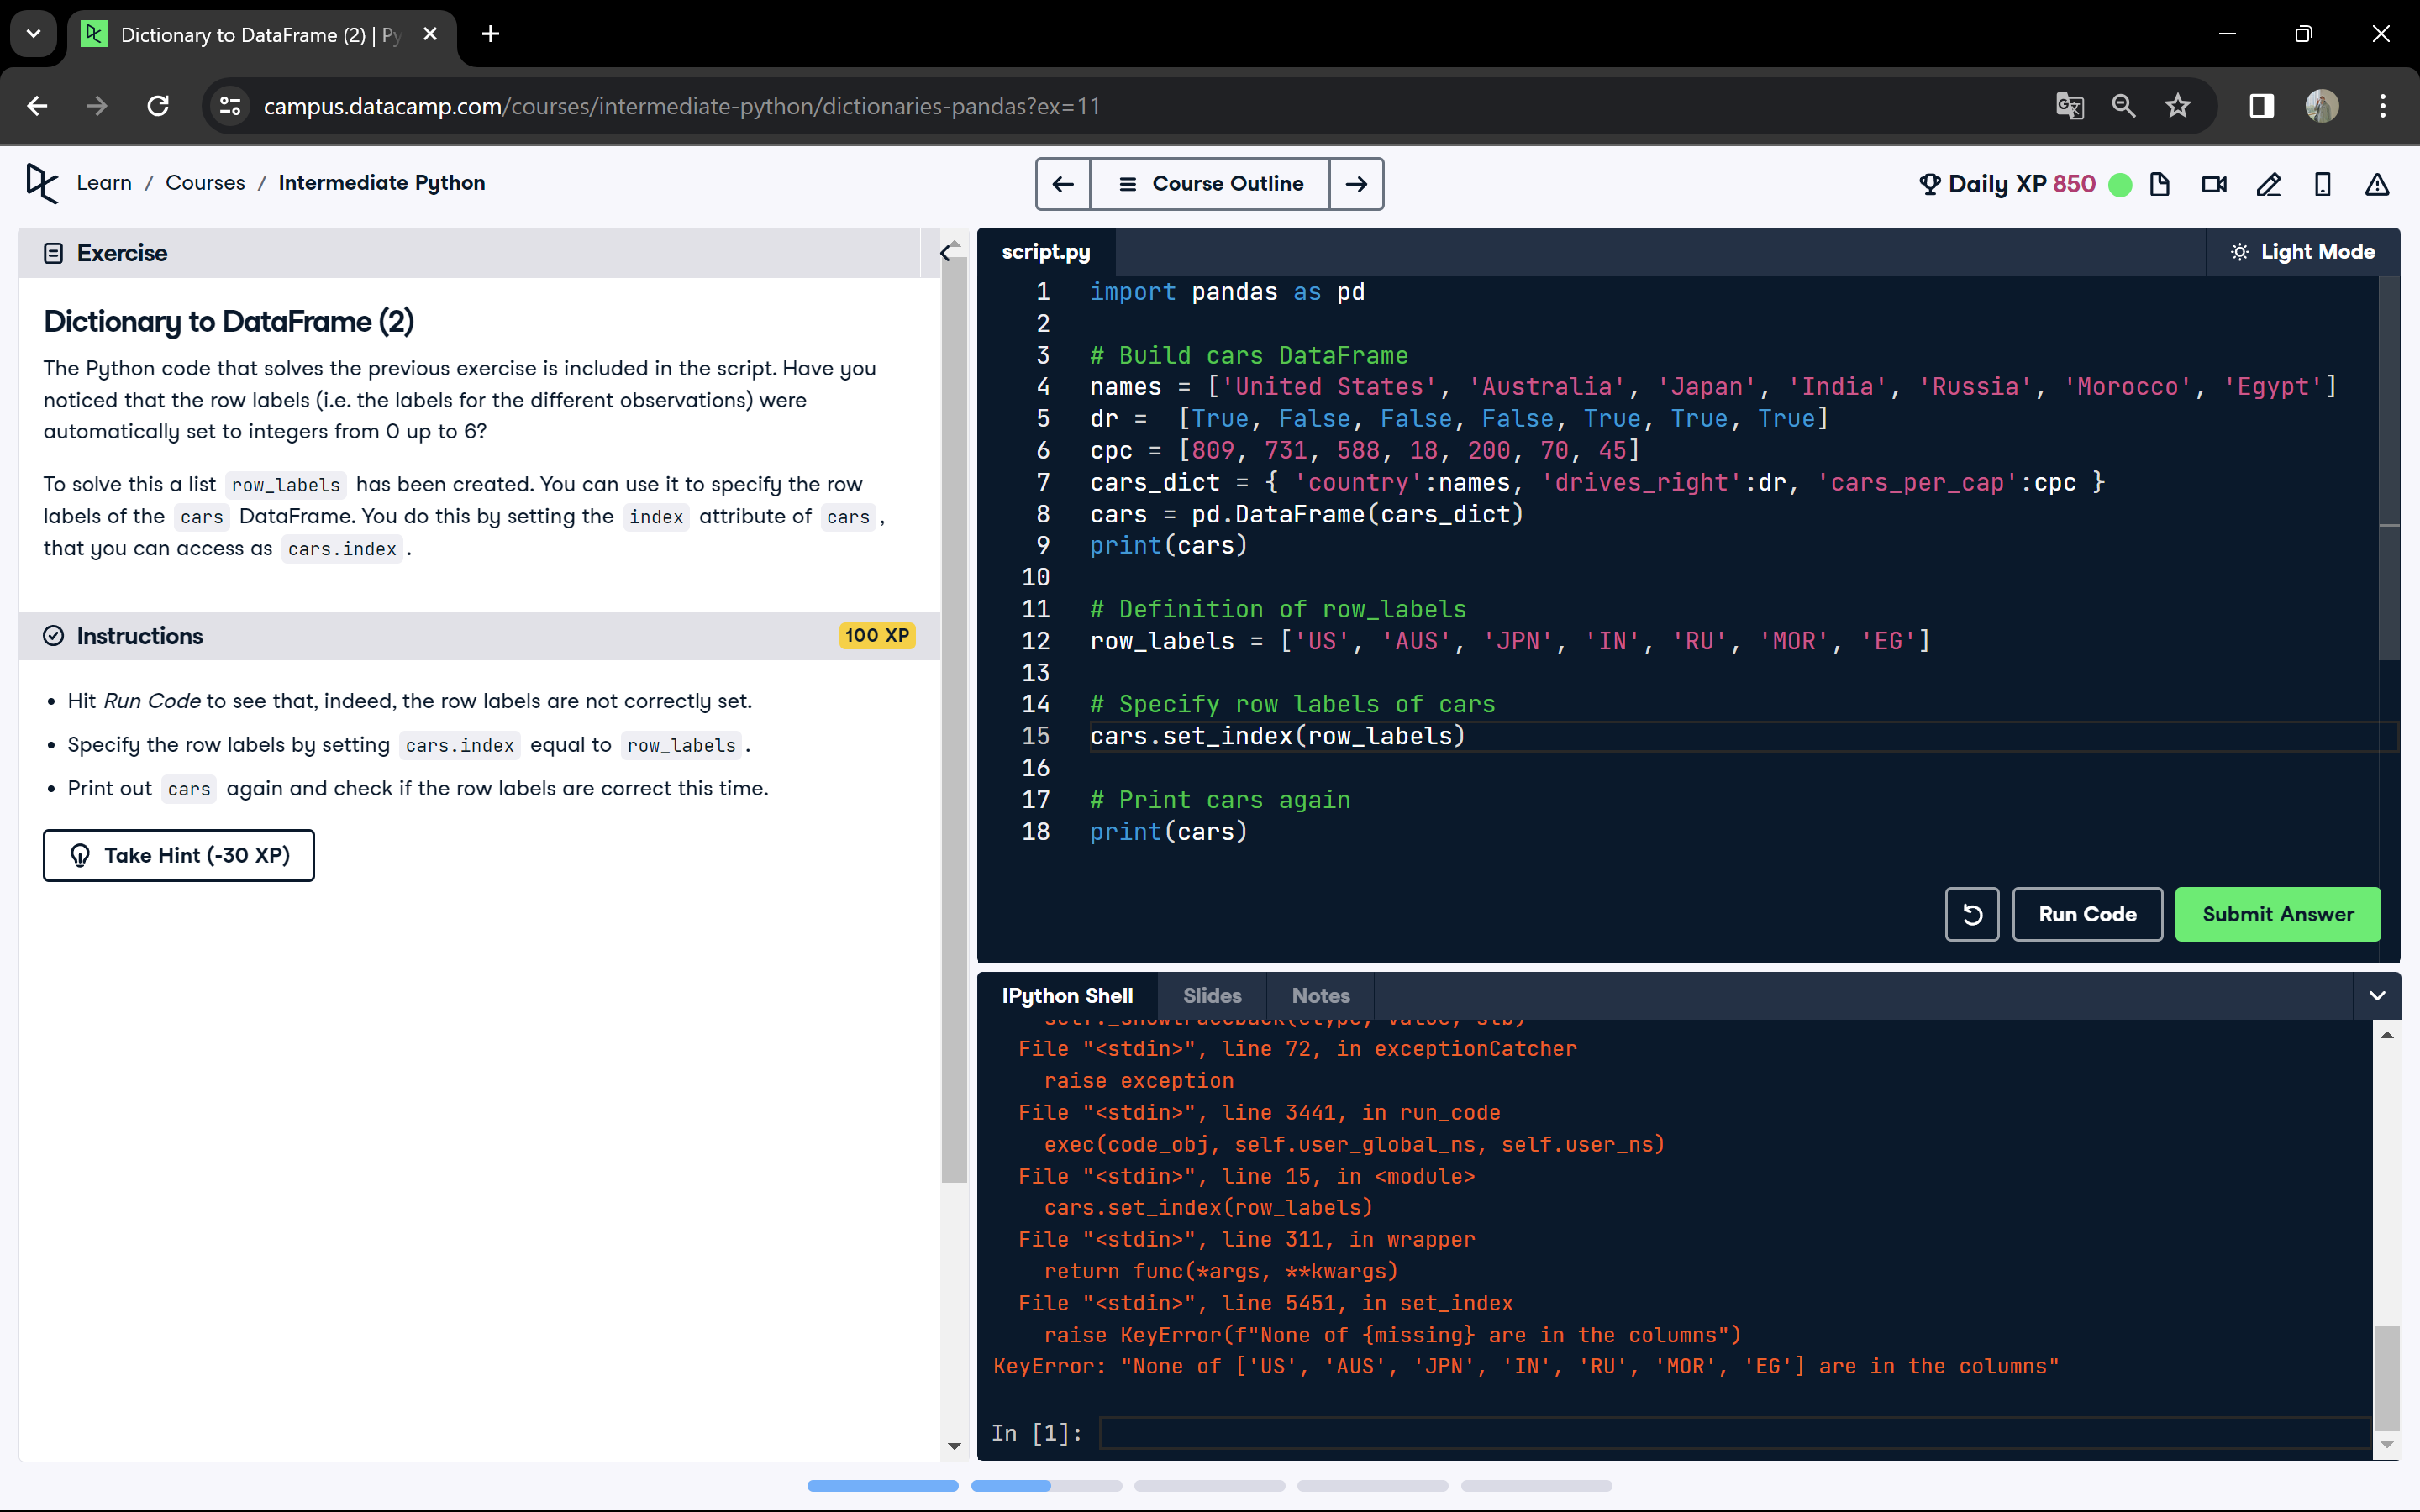 Dictionary to DataFrame (2) | Py
campus.datacamp.com/courses/intermediate-python/dictionaries-pandas?ex=11
Learn / Courses / Intermediate Python
Course Outline
Daily XP 850
Exercise
Dictionary to DataFrame (2)
The Python code that solves the previous exercise is included in the script. Have you
noticed that the row labels (i.e. the labels for the different observations) were
automatically set to integers from 0 up to 6?
To solve this a list row_labels has been created. You can use it to specify the row
labels of the cars DataFrame. You do this by setting the index attribute of cars,
that you can access as cars.index.
Instructions
100 XP
• Hit Run Code to see that, indeed, the row labels are not correctly set.
• Specify the row labels by setting cars.index equal to row_labels.
• Print out cars again and check if the row labels are correct this time.
Take Hint (-30 XP)
script.py
Light Mode
1 import pandas as pd
2
3 # Build cars DataFrame
4 names = ['United States', 'Australia', 'Japan', 'India', 'Russia', 'Morocco', 'Egypt']
5 dr =  [True, False, False, False, True, True, True]
6 cpc = [809, 731, 588, 18, 200, 70, 45]
7 cars_dict = { 'country':names, 'drives_right':dr, 'cars_per_cap':cpc }
8 cars = pd.DataFrame(cars_dict)
9 print(cars)
10
11 # Definition of row_labels
12 row_labels = ['US', 'AUS', 'JPN', 'IN', 'RU', 'MOR', 'EG']
13
14 # Specify row labels of cars
15 cars.set_index(row_labels)
16
17 # Print cars again
18 print(cars)
Run Code
Submit Answer
IPython Shell
Slides
Notes
self._showtraceback(etype, value, stb)
File "<stdin>", line 72, in exceptionCatcher
raise exception
File "<stdin>", line 3441, in run_code
exec(code_obj, self.user_global_ns, self.user_ns)
File "<stdin>", line 15, in <module>
cars.set_index(row_labels)
File "<stdin>", line 311, in wrapper
return func(*args, **kwargs)
File "<stdin>", line 5451, in set_index
raise KeyError(f"None of {missing} are in the columns")
KeyError: "None of ['US', 'AUS', 'JPN', 'IN', 'RU', 'MOR', 'EG'] are in the columns"
In [1]: